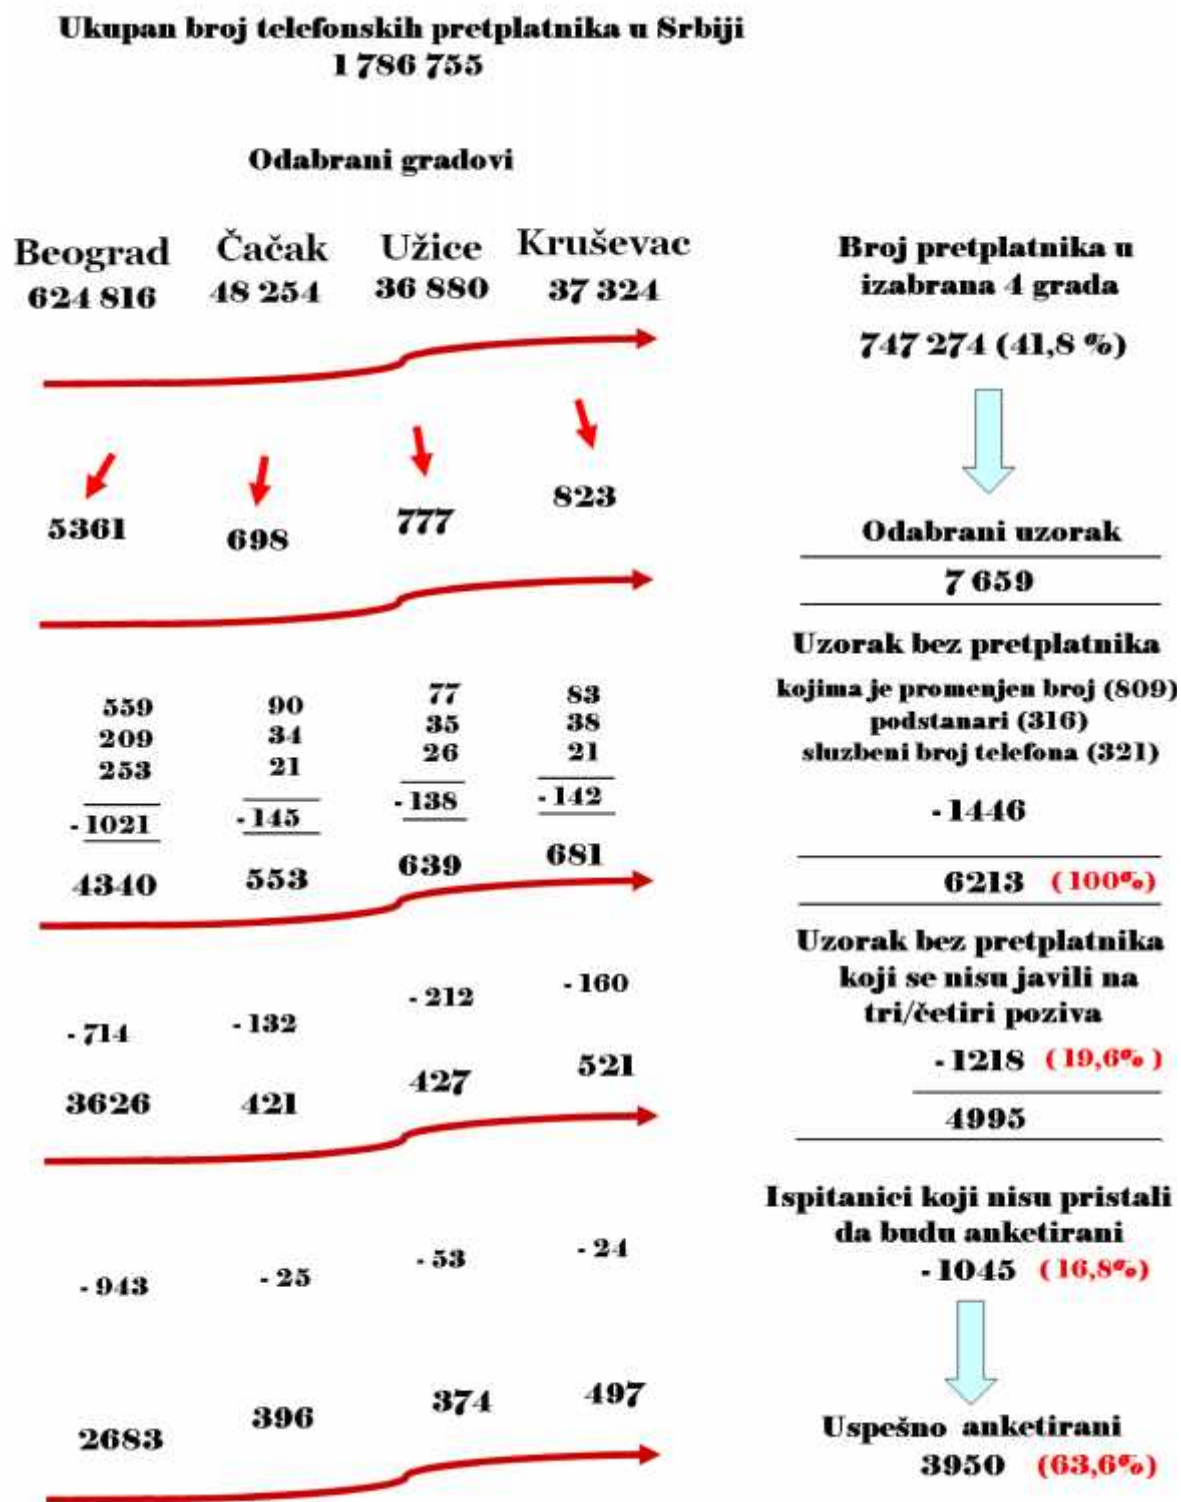 Ukupan broj telefonskih pretplatnika u Srbiji
1 786 755
Odabrani gradovi
Beograd Čačak Užice Kruševac
624 816 48 254 36 880 37 324
Broj pretplatnika u
izabrana 4 grada
747 274 (41,8 %)
5361 698 777 823
Odabrani uzorak
7 659
Uzorak bez pretplatnika
kojima je promenjen broj (809)
podstanari (316)
sluzbeni broj telefona (321)
559 90 77 83
209 34 35 38
253 21 26 21
- 1021 - 145 - 138 - 142
- 1446
4340 553 639 681
6213 (100%)
Uzorak bez pretplatnika
koji se nisu javili na
tri/četiri poziva
- 714 - 132 - 212 - 160
- 1218 (19,6% )
3626 421 427 521
4995
Ispitanici koji nisu pristali
da budu anketirani
- 943 - 25 - 53 - 24
- 1045 (16,8%)
2683 396 374 497
Uspešno anketirani
3950 (63,6%)